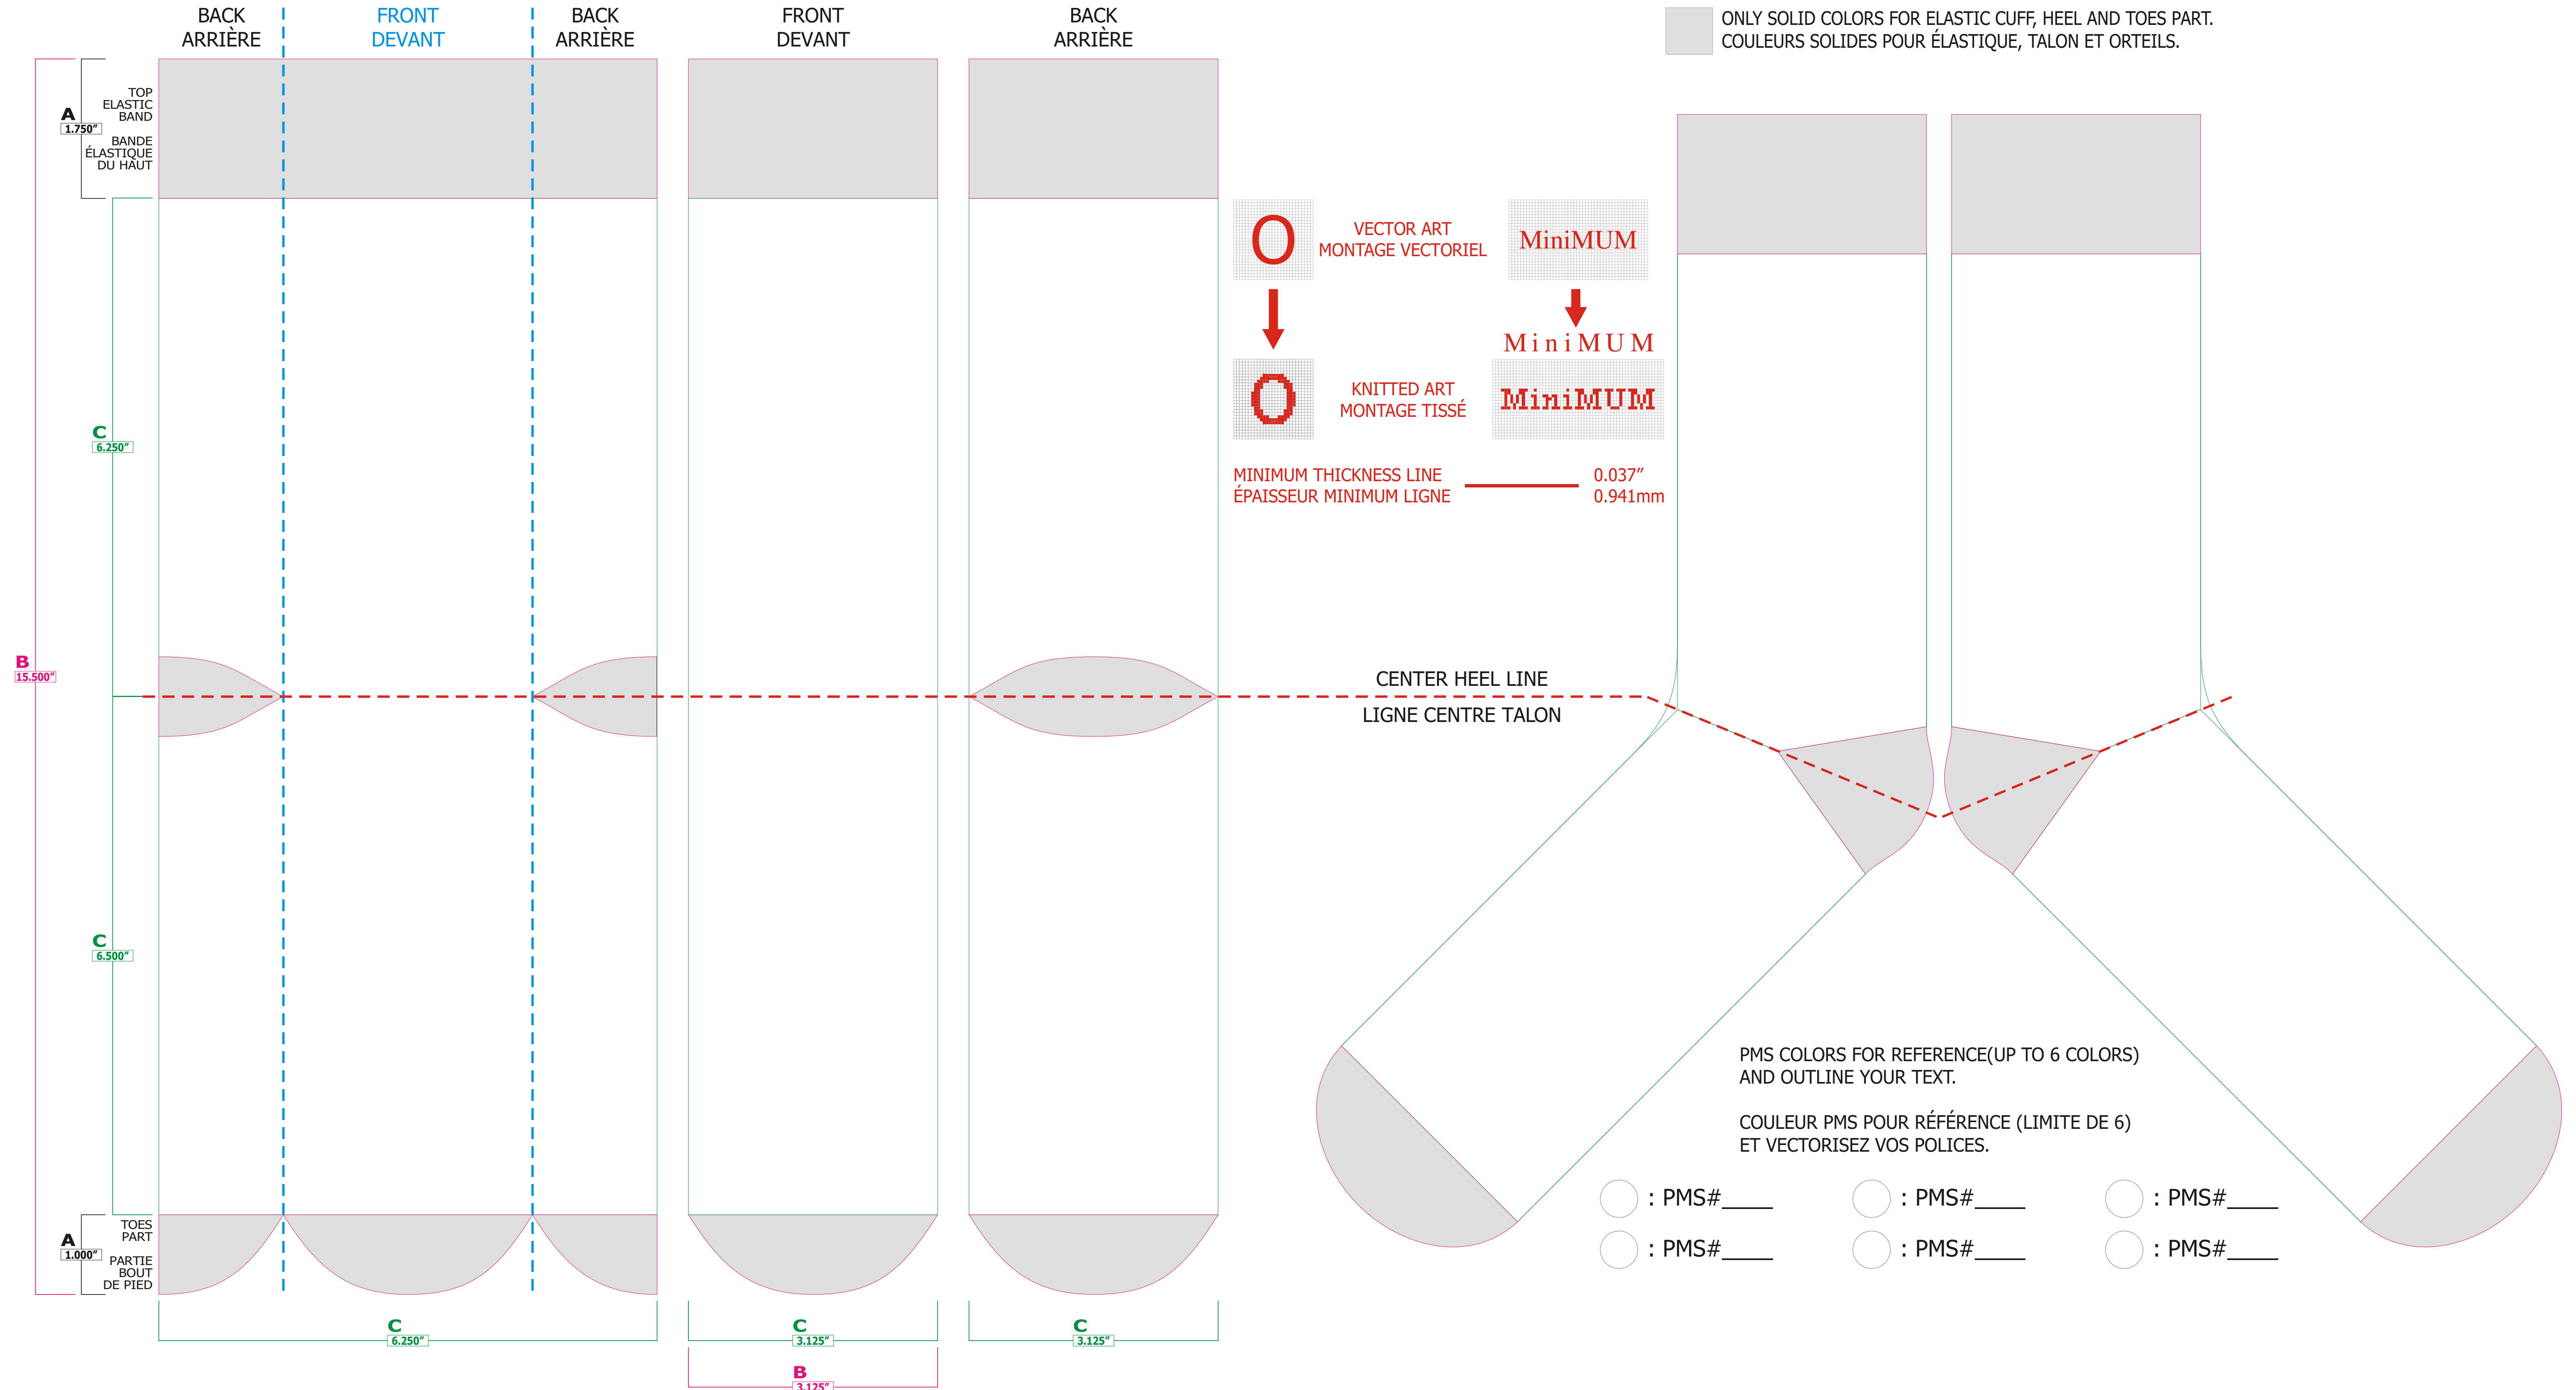 BACK
ARRIÈRE
FRONT
DEVANT
BACK
ARRIÈRE
FRONT
DEVANT
BACK
ARRIÈRE
ONLY SOLID COLORS FOR ELASTIC CUFF, HEEL AND TOES PART.
COULEURS SOLIDES POUR ÉLASTIQUE, TALON ET ORTEILS.
A
1.750″
TOP
ELASTIC
BAND
BANDE
ÉLASTIQUE
DU HAUT
C
6.250″
B
15.500″
C
6.500″
A
1.000″
TOES
PART
PARTIE
BOUT
DE PIED
C
6.250″
C
3.125″
C
3.125″
B
3.125″
O
VECTOR ART
MONTAGE VECTORIEL
MiniMUM
MiniMUM
O
KNITTED ART
MONTAGE TISSÉ
MiniMUM
MINIMUM THICKNESS LINE
ÉPAISSEUR MINIMUM LIGNE
0.037″
0.941mm
CENTER HEEL LINE
LIGNE CENTRE TALON
PMS COLORS FOR REFERENCE(UP TO 6 COLORS)
AND OUTLINE YOUR TEXT.
COULEUR PMS POUR RÉFÉRENCE (LIMITE DE 6)
ET VECTORISEZ VOS POLICES.
: PMS#____ : PMS#____ : PMS#____
: PMS#____ : PMS#____ : PMS#____